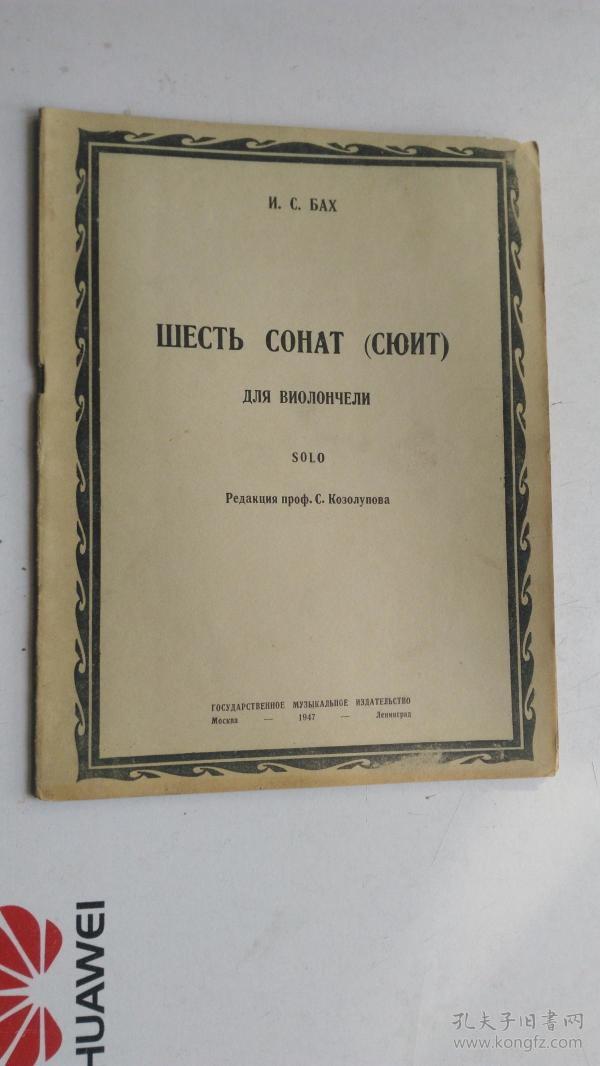 И. С. БАХ
ШЕСТЬ СОНАТ (СЮИТ)
ДЛЯ ВИОЛОНЧЕЛИ
SOLO
Редакция проф. С. Козолупова
ГОСУДАРСТВЕННОЕ МУЗЫКАЛЬНОЕ ИЗДАТЕЛЬСТВО
Москва — 1947 — Ленинград
HUAWEI
孔夫子旧書网
www.kongfz.com